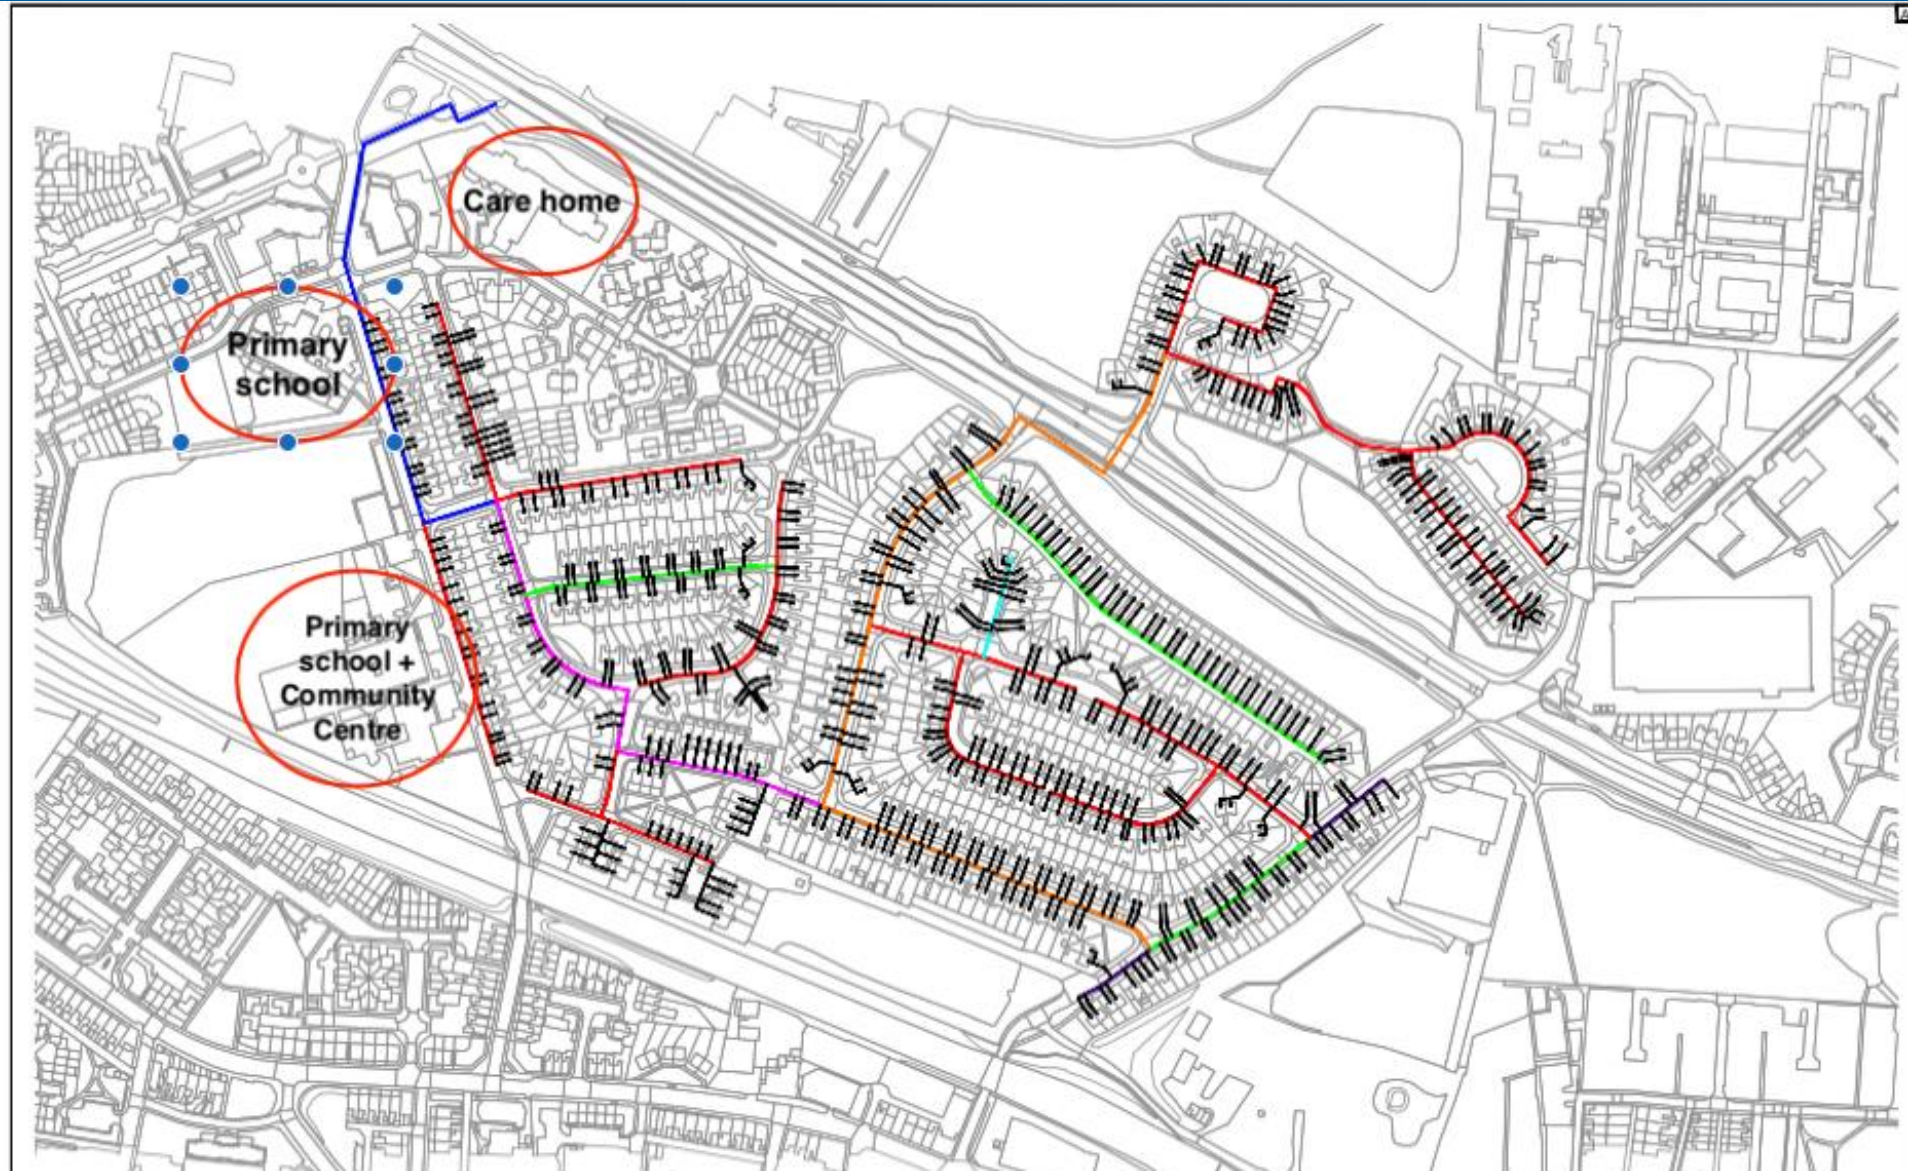 Care home
Primary
school
Primary
school +
Community
Centre